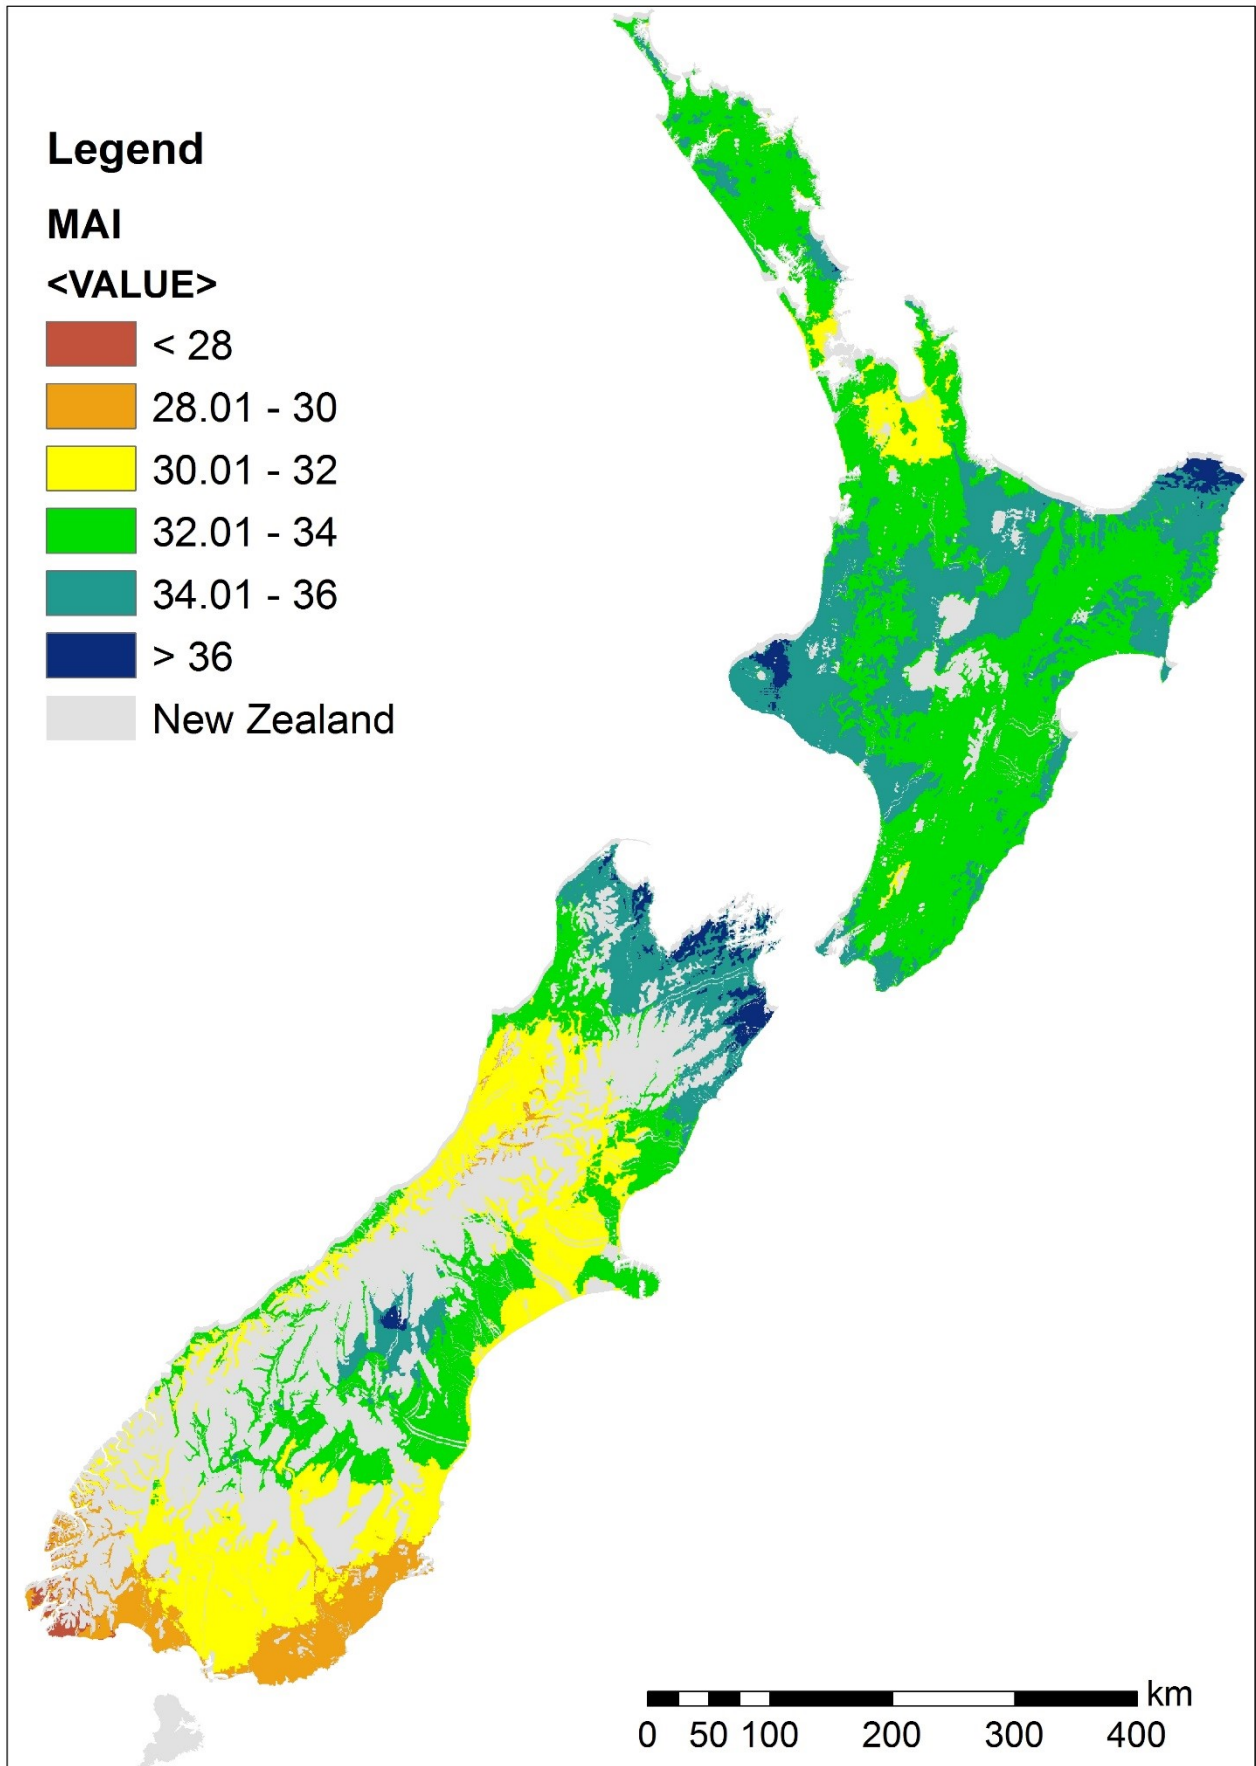 Legend
MAI
<VALUE>
< 28
28.01 - 30
30.01 - 32
32.01 - 34
34.01 - 36
> 36
New Zealand
km
0 50 100 200 300 400